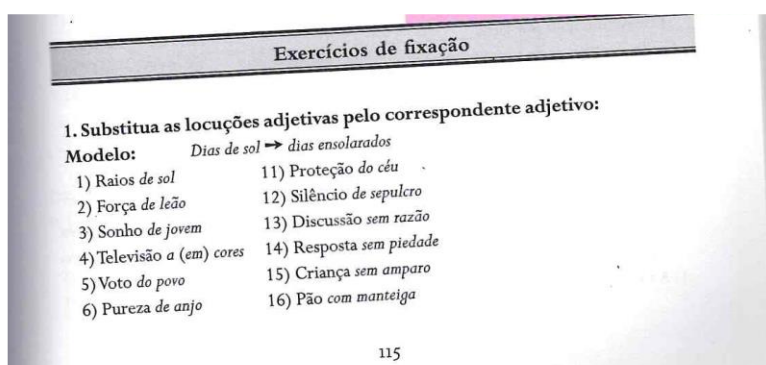 Exercícios de fixação
1. Substitua as locuções adjetivas pelo correspondente adjetivo:
Modelo: Dias de sol → dias ensolarados
1) Raios de sol
2) Força de leão
3) Sonho de jovem
4) Televisão a (em) cores
5) Voto do povo
6) Pureza de anjo
11) Proteção do céu
12) Silêncio de sepulcro
13) Discussão sem razão
14) Resposta sem piedade
15) Criança sem amparo
16) Pão com manteiga
115